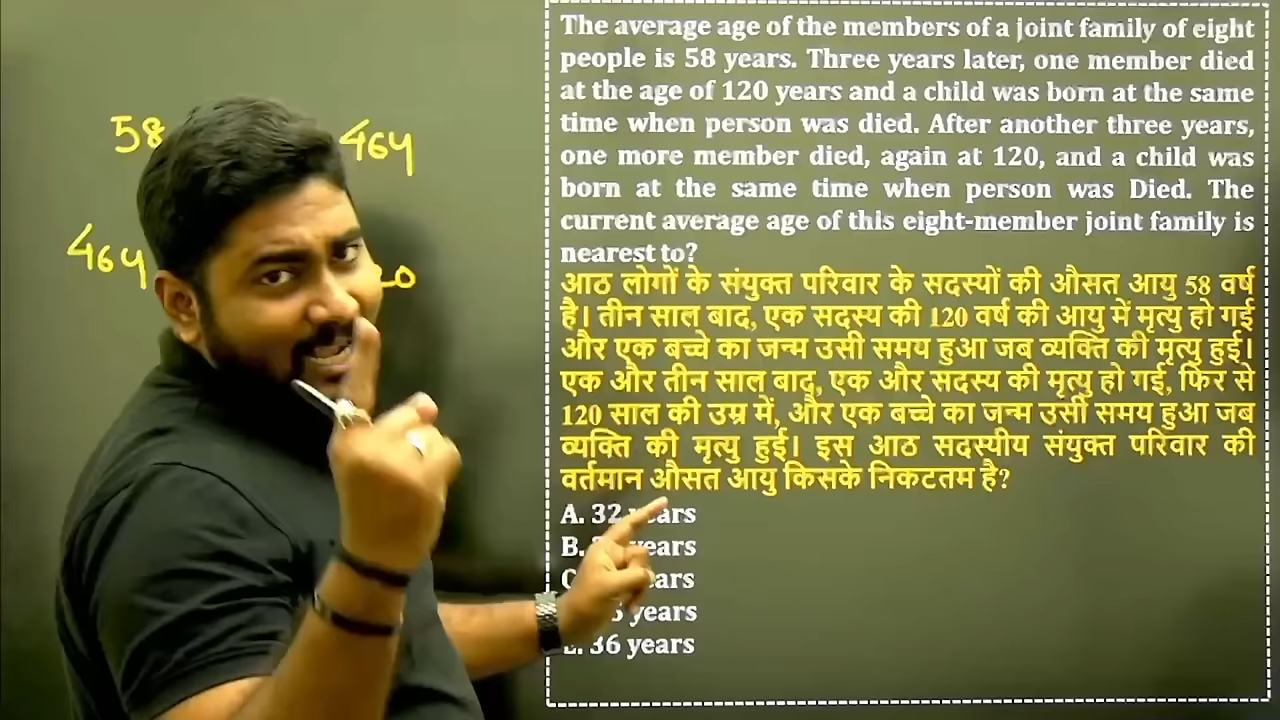 58
464
464
The average age of the members of a joint family of eight
people is 58 years. Three years later, one member died
at the age of 120 years and a child was born at the same
time when person was died. After another three years,
one more member died, again at 120, and a child was
born at the same time when person was Died. The
current average age of this eight-member joint family is
nearest to?
आठ लोगों के संयुक्त परिवार के सदस्यों की औसत आयु 58 वर्ष
है। तीन साल बाद, एक सदस्य की 120 वर्ष की आयु में मृत्यु हो गई
और एक बच्चे का जन्म उसी समय हुआ जब व्यक्ति की मृत्यु हुई।
एक और तीन साल बाद, एक और सदस्य की मृत्यु हो गई, फिर से
120 साल की उम्र में, और एक बच्चे का जन्म उसी समय हुआ जब
व्यक्ति की मृत्यु हुई। इस आठ सदस्यीय संयुक्त परिवार की
वर्तमान औसत आयु किसके निकटतम है?
A. 32 years
B. years
years
years
36 years